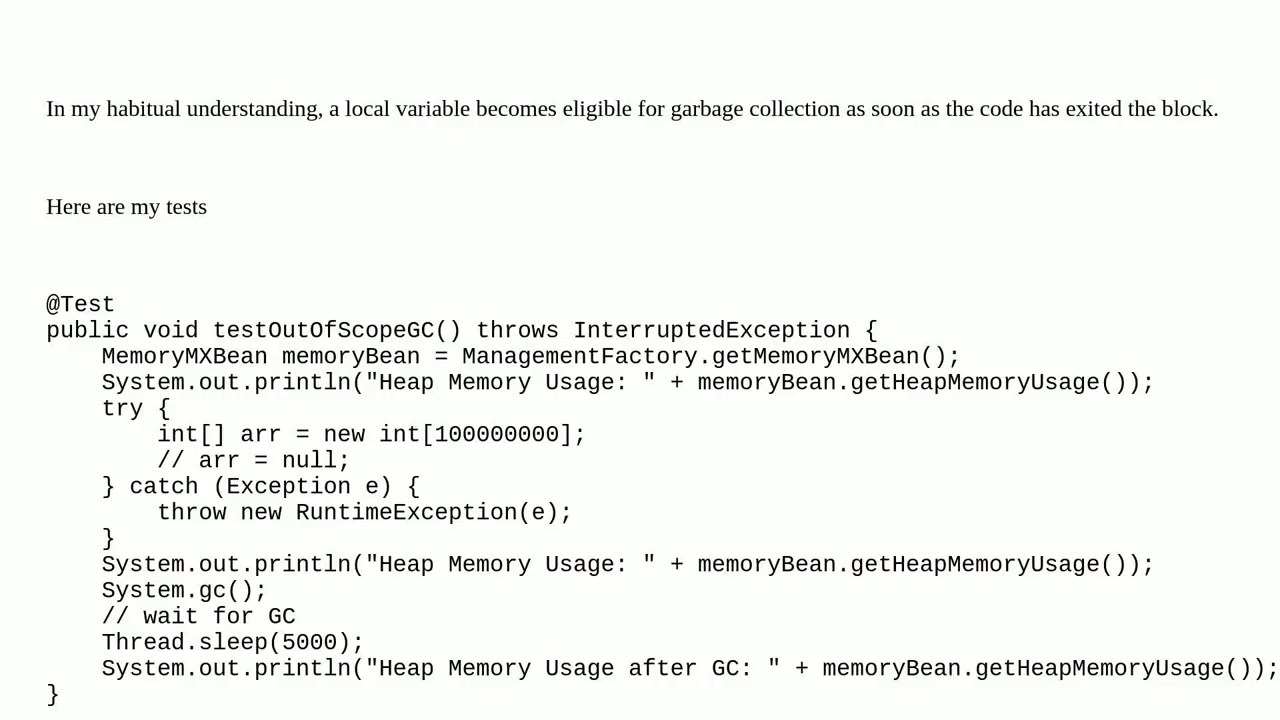 In my habitual understanding, a local variable becomes eligible for garbage collection as soon as the code has exited the block.
Here are my tests
@Test
public void testOutOfScopeGC() throws InterruptedException {
    MemoryMXBean memoryBean = ManagementFactory.getMemoryMXBean();
    System.out.println("Heap Memory Usage: " + memoryBean.getHeapMemoryUsage());
    try {
        int[] arr = new int[100000000];
        // arr = null;
    } catch (Exception e) {
        throw new RuntimeException(e);
    }
    System.out.println("Heap Memory Usage: " + memoryBean.getHeapMemoryUsage());
    System.gc();
    // wait for GC
    Thread.sleep(5000);
    System.out.println("Heap Memory Usage after GC: " + memoryBean.getHeapMemoryUsage());
}